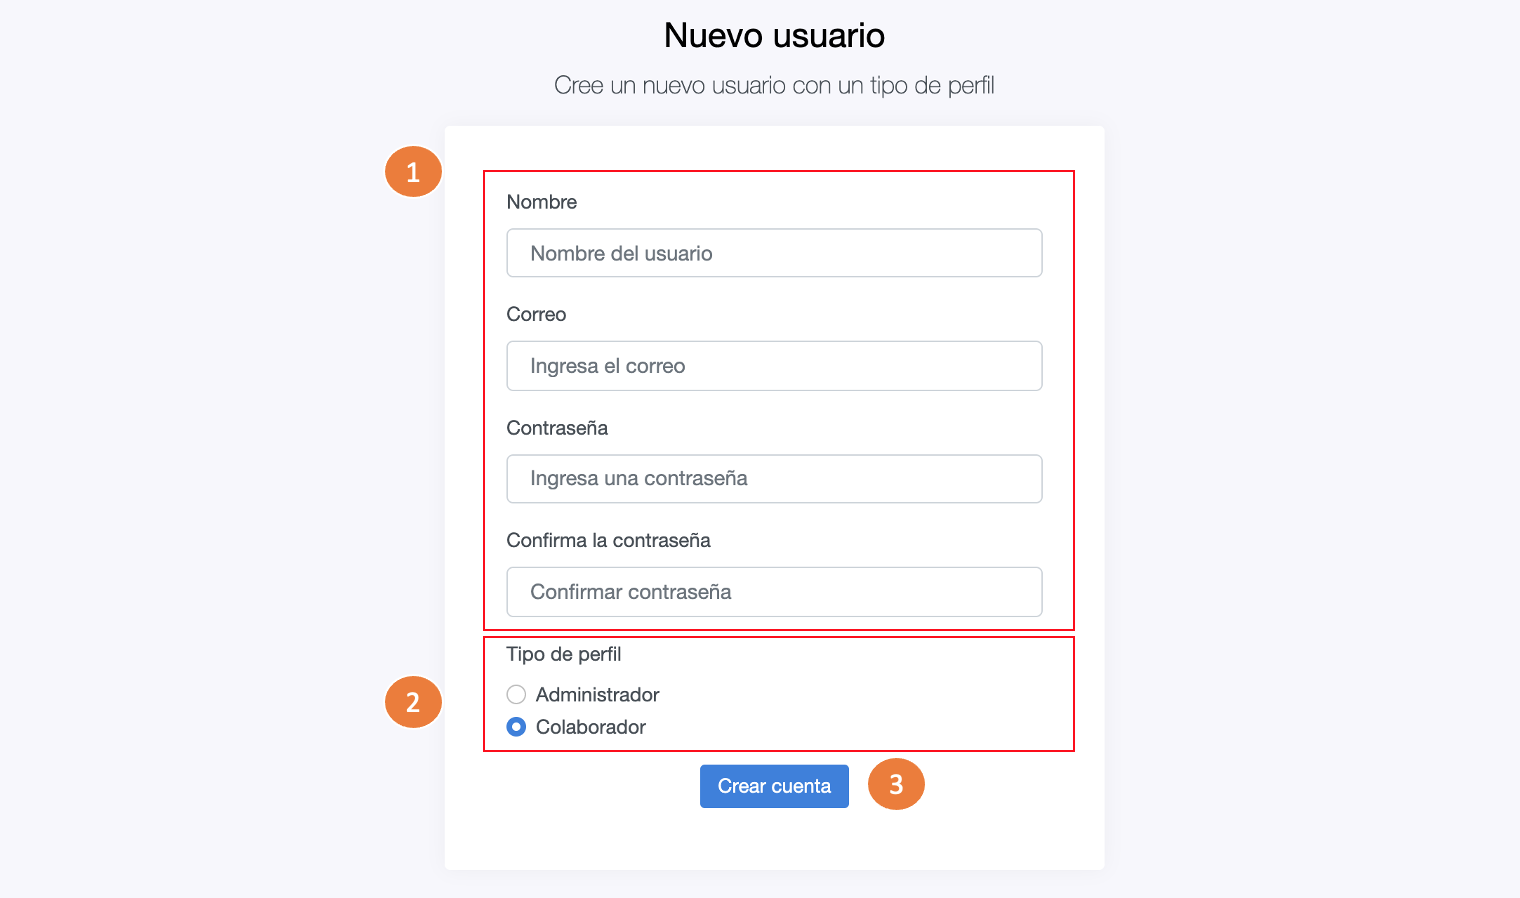 Nuevo usuario
Cree un nuevo usuario con un tipo de perfil
1
Nombre
Nombre del usuario
Correo
Ingresa el correo
Contraseña
Ingresa una contraseña
Confirma la contraseña
Confirmar contraseña
2
Tipo de perfil
Administrador
Colaborador
Crear cuenta
3